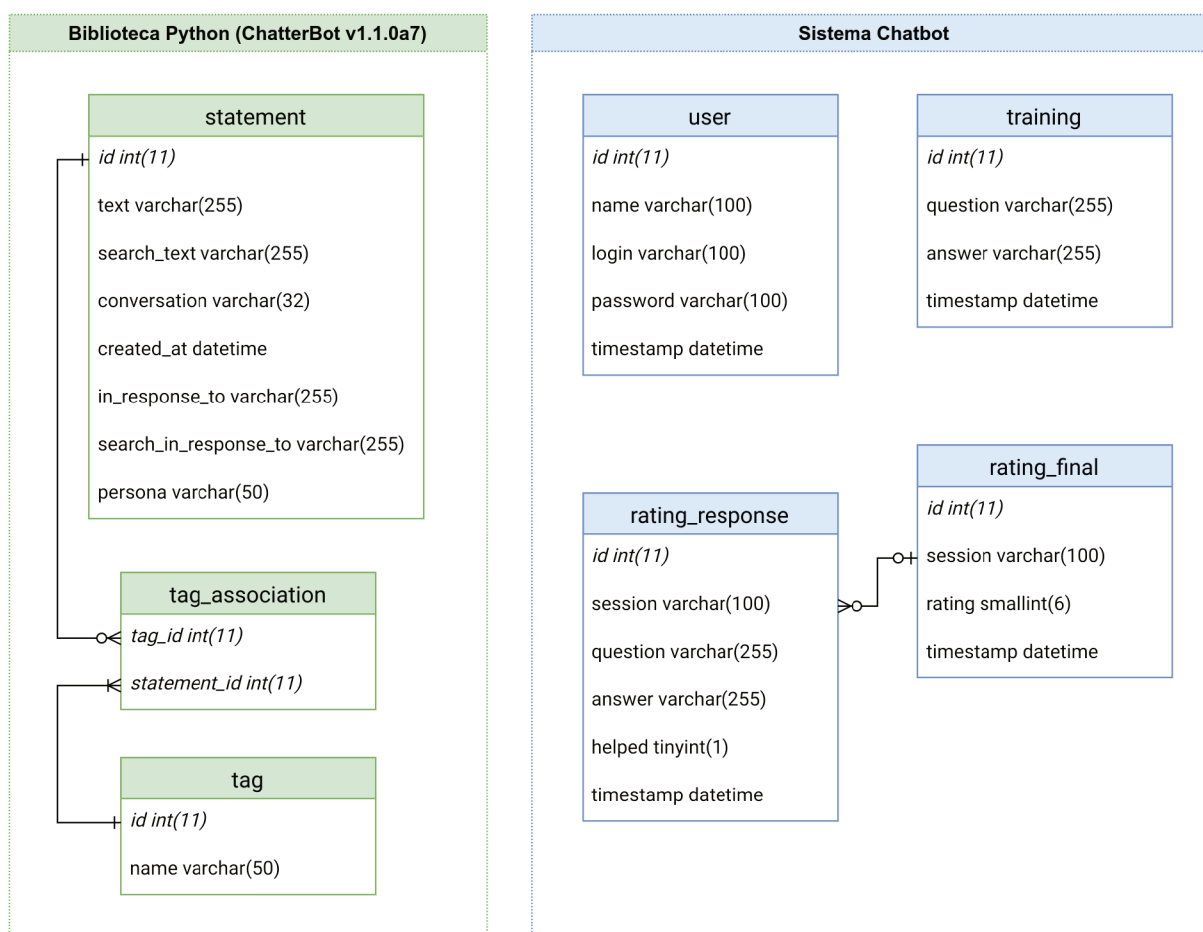 Biblioteca Python (ChatterBot v1.1.0a7)
statement
id int(11)
text varchar(255)
search_text varchar(255)
conversation varchar(32)
created_at datetime
in_response_to varchar(255)
search_in_response_to varchar(255)
persona varchar(50)
tag_association
tag_id int(11)
statement_id int(11)
tag
id int(11)
name varchar(50)
Sistema Chatbot
user
id int(11)
name varchar(100)
login varchar(100)
password varchar(100)
timestamp datetime
training
id int(11)
question varchar(255)
answer varchar(255)
timestamp datetime
rating_response
id int(11)
session varchar(100)
question varchar(255)
answer varchar(255)
helped tinyint(1)
timestamp datetime
rating_final
id int(11)
session varchar(100)
rating smallint(6)
timestamp datetime